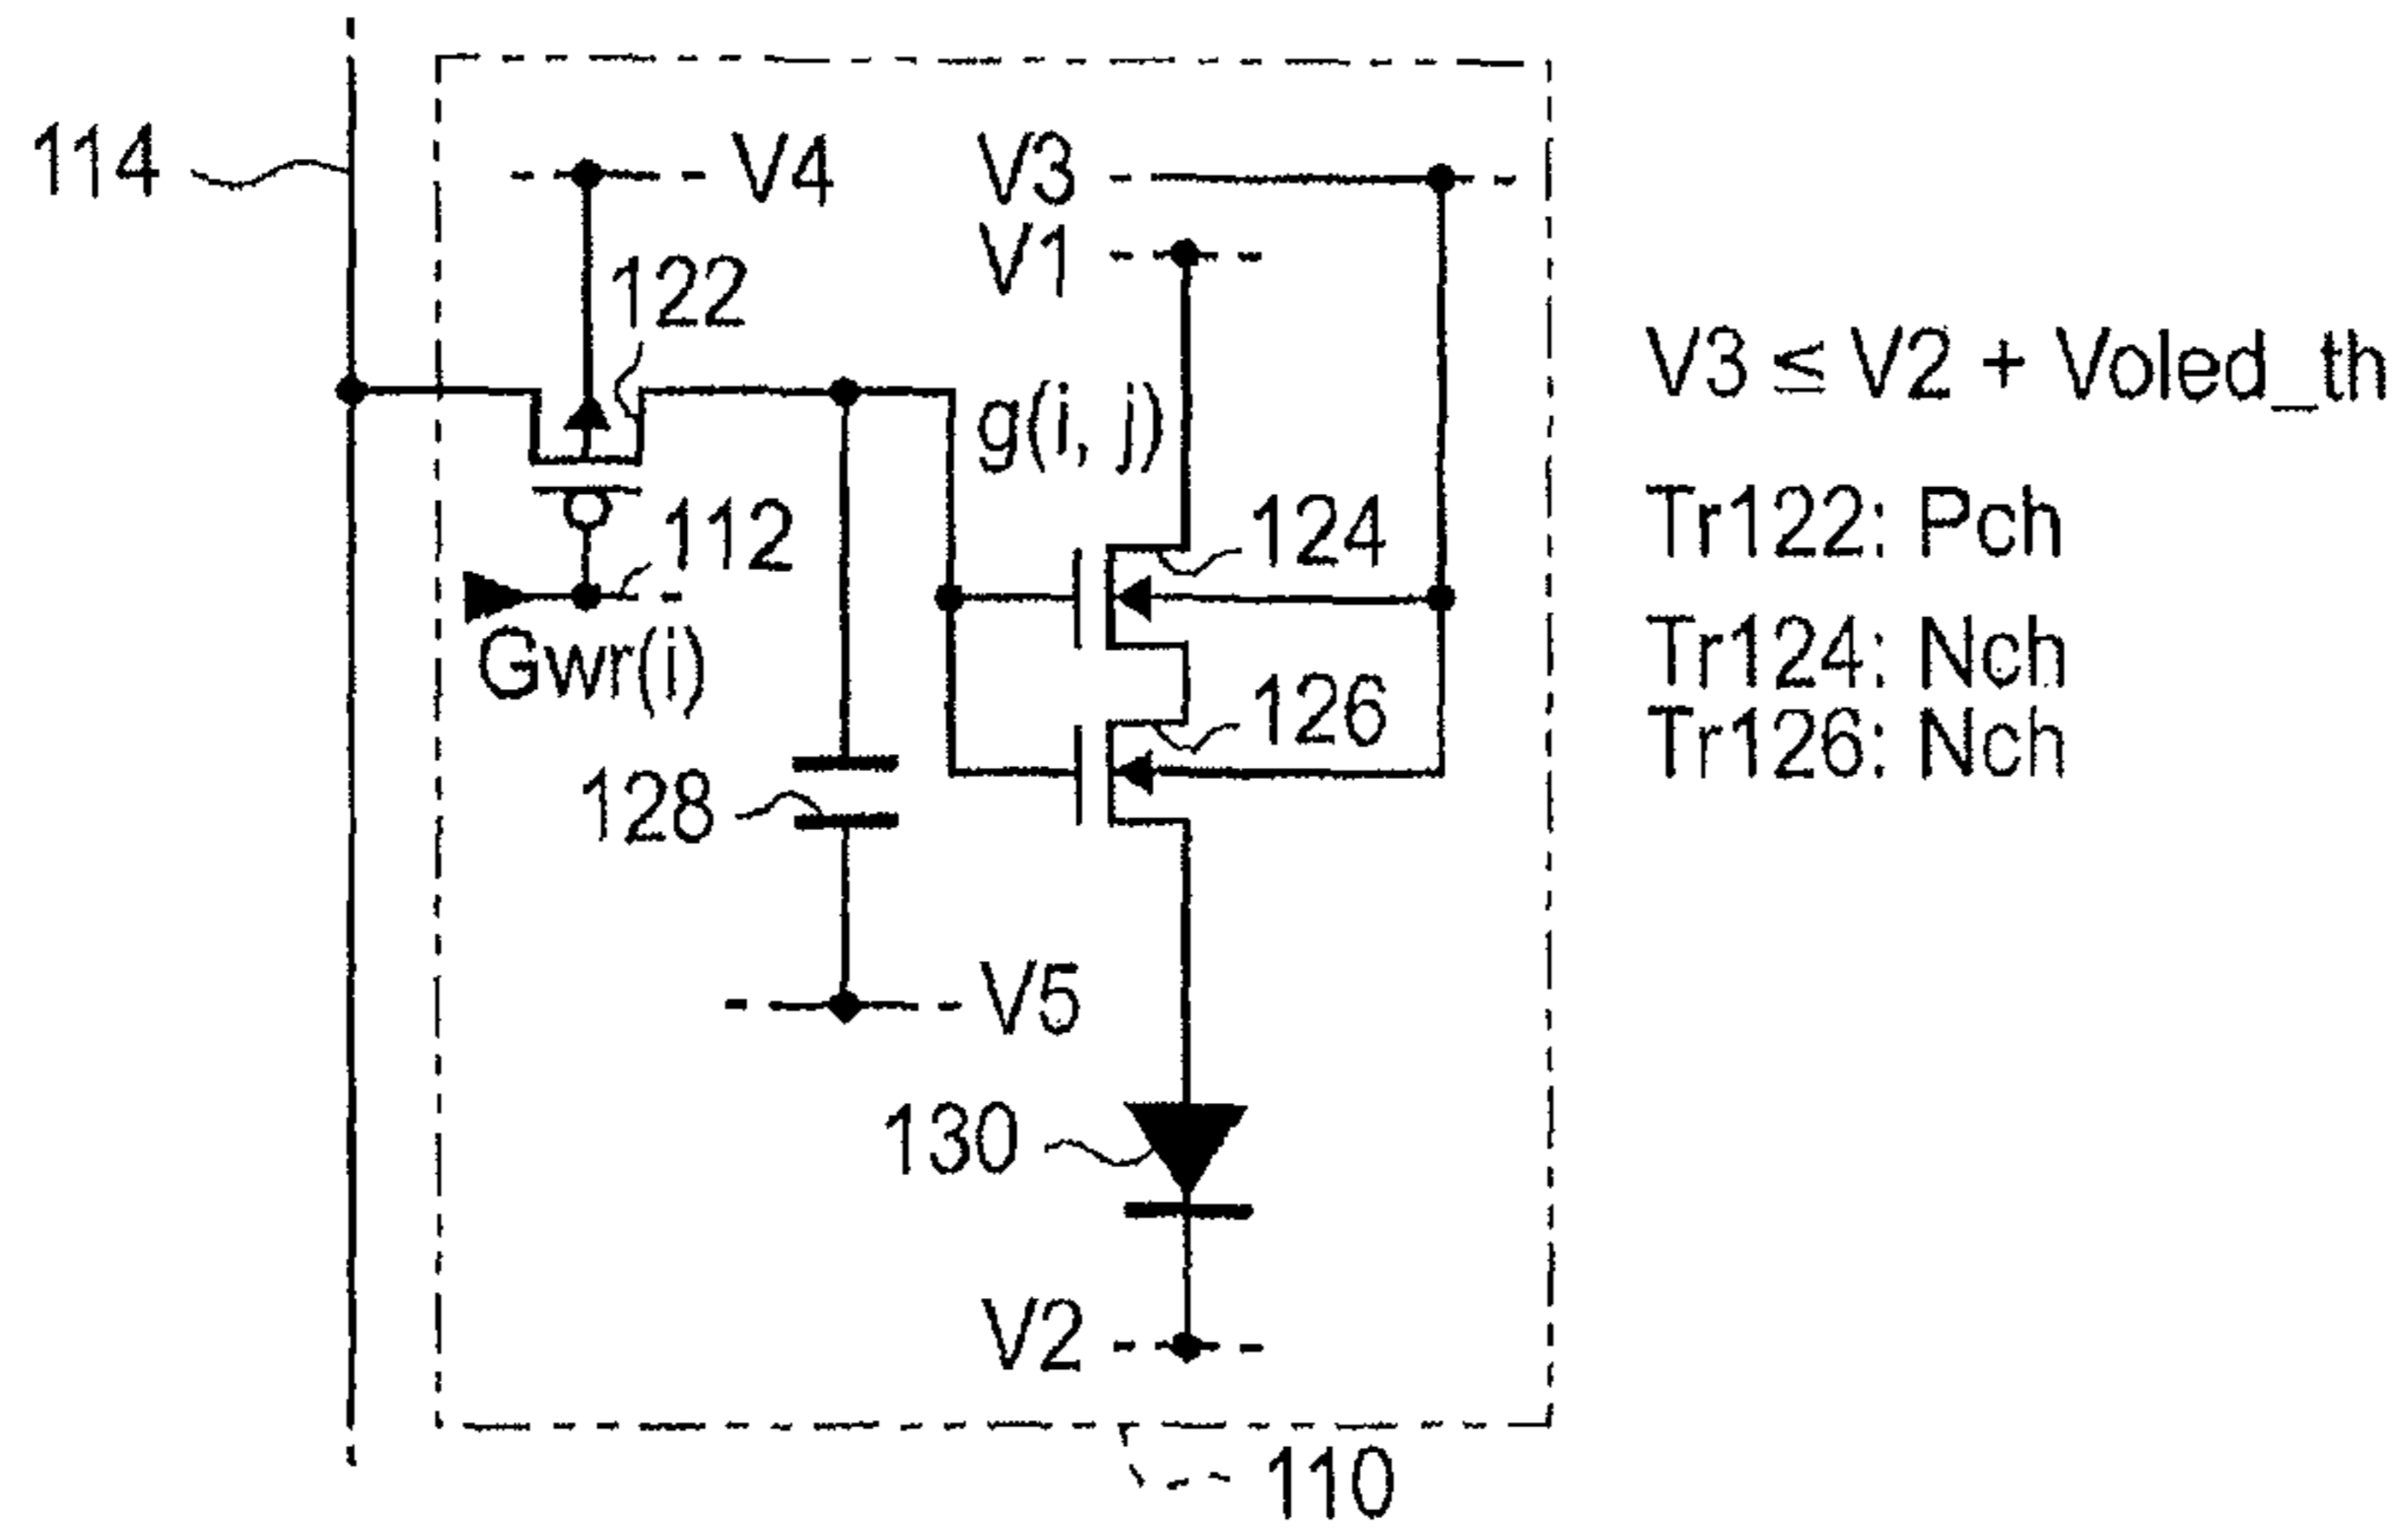 114
V4
V3
V1
122
g(i, j)
V3 ≤ V2 + Voled_th
112
124
Tr122: Pch
Gwr(i)
Tr124: Nch
126
Tr126: Nch
128
V5
130
V2
110